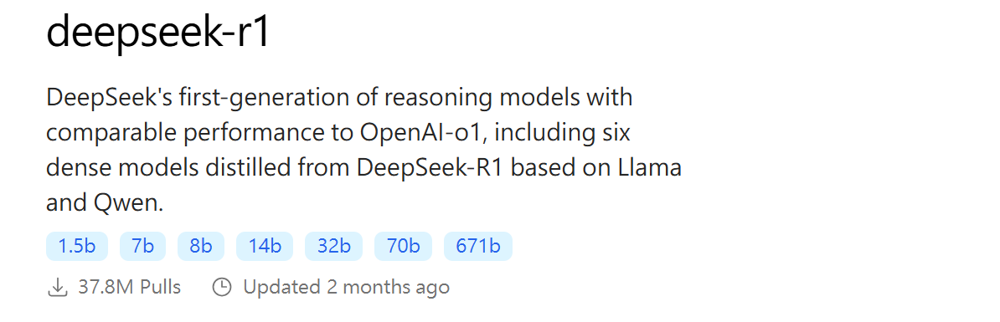 deepseek-r1
DeepSeek's first-generation of reasoning models with
comparable performance to OpenAI-o1, including six
dense models distilled from DeepSeek-R1 based on Llama
and Qwen.
1.5b 7b 8b 14b 32b 70b 671b
37.8M Pulls Updated 2 months ago